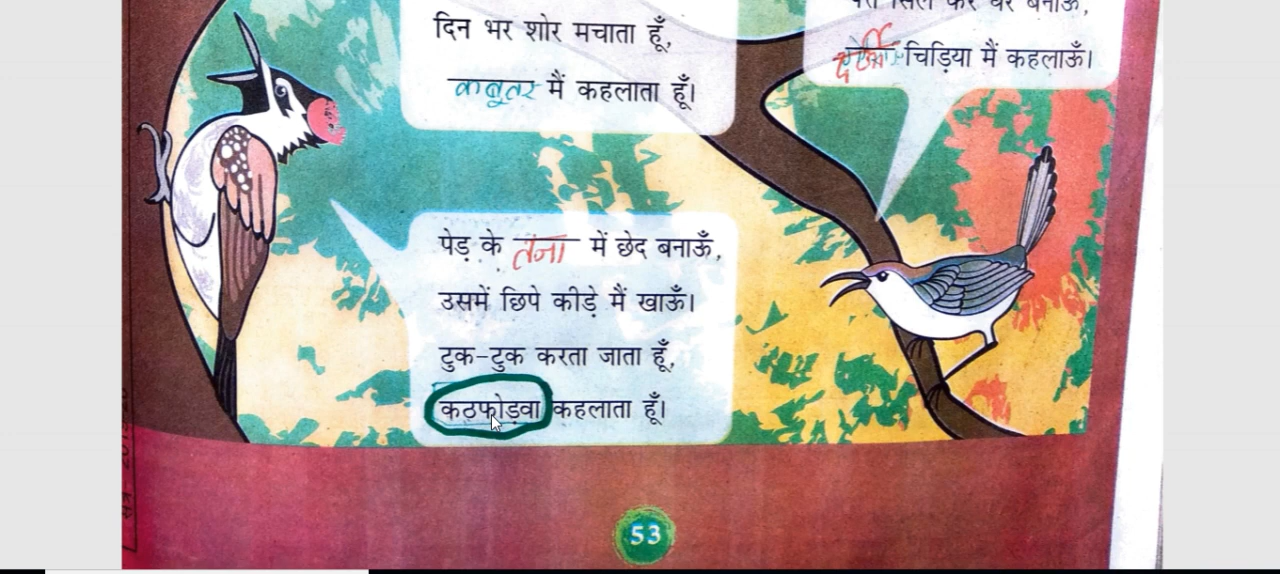 दिन भर शोर मचाता हूँ,
कबूतर मैं कहलाता हूँ।
चिड़िया मैं कहलाऊँ।
पेड़ के तना में छेद बनाऊँ,
उसमें छिपे कीड़े मैं खाऊँ।
टुक-टुक करता जाता हूँ,
कठफोड़वा कहलाता हूँ।
53